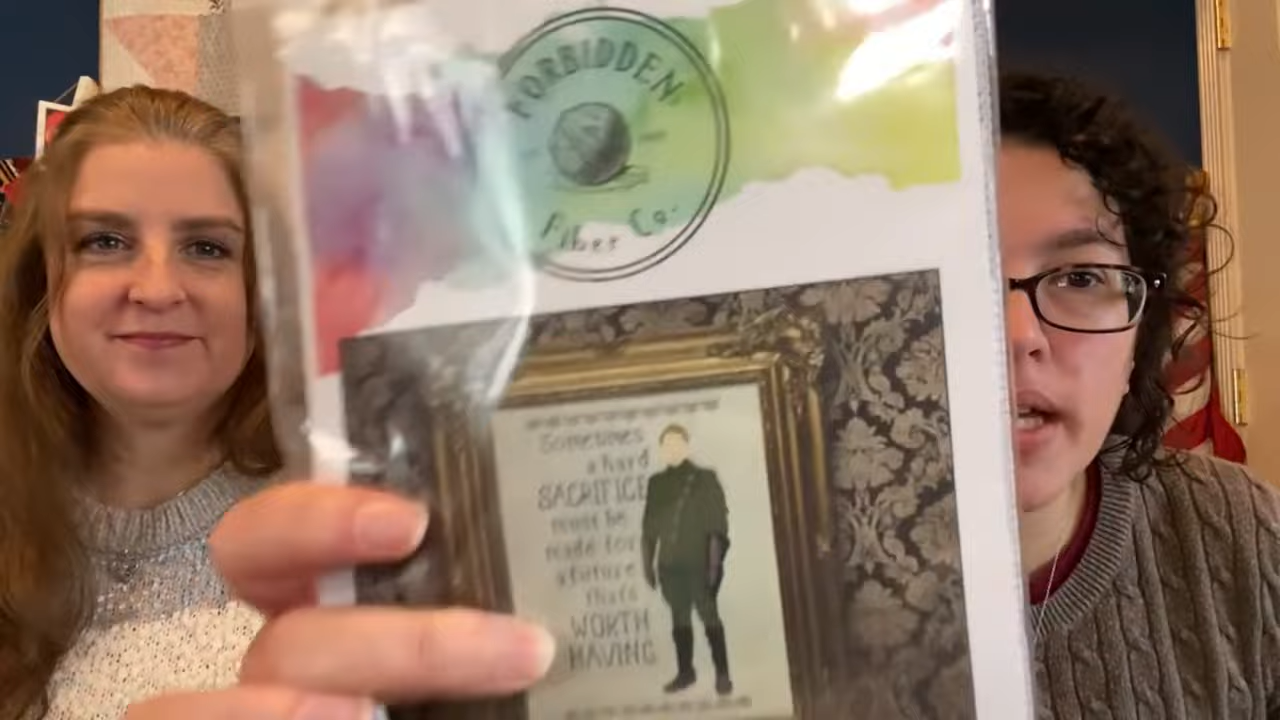 FORBIDDEN
Fiber Co.
Sometimes
a hard
SACRIFICE
must be
made for
a future
that's
WORTH
HAVING